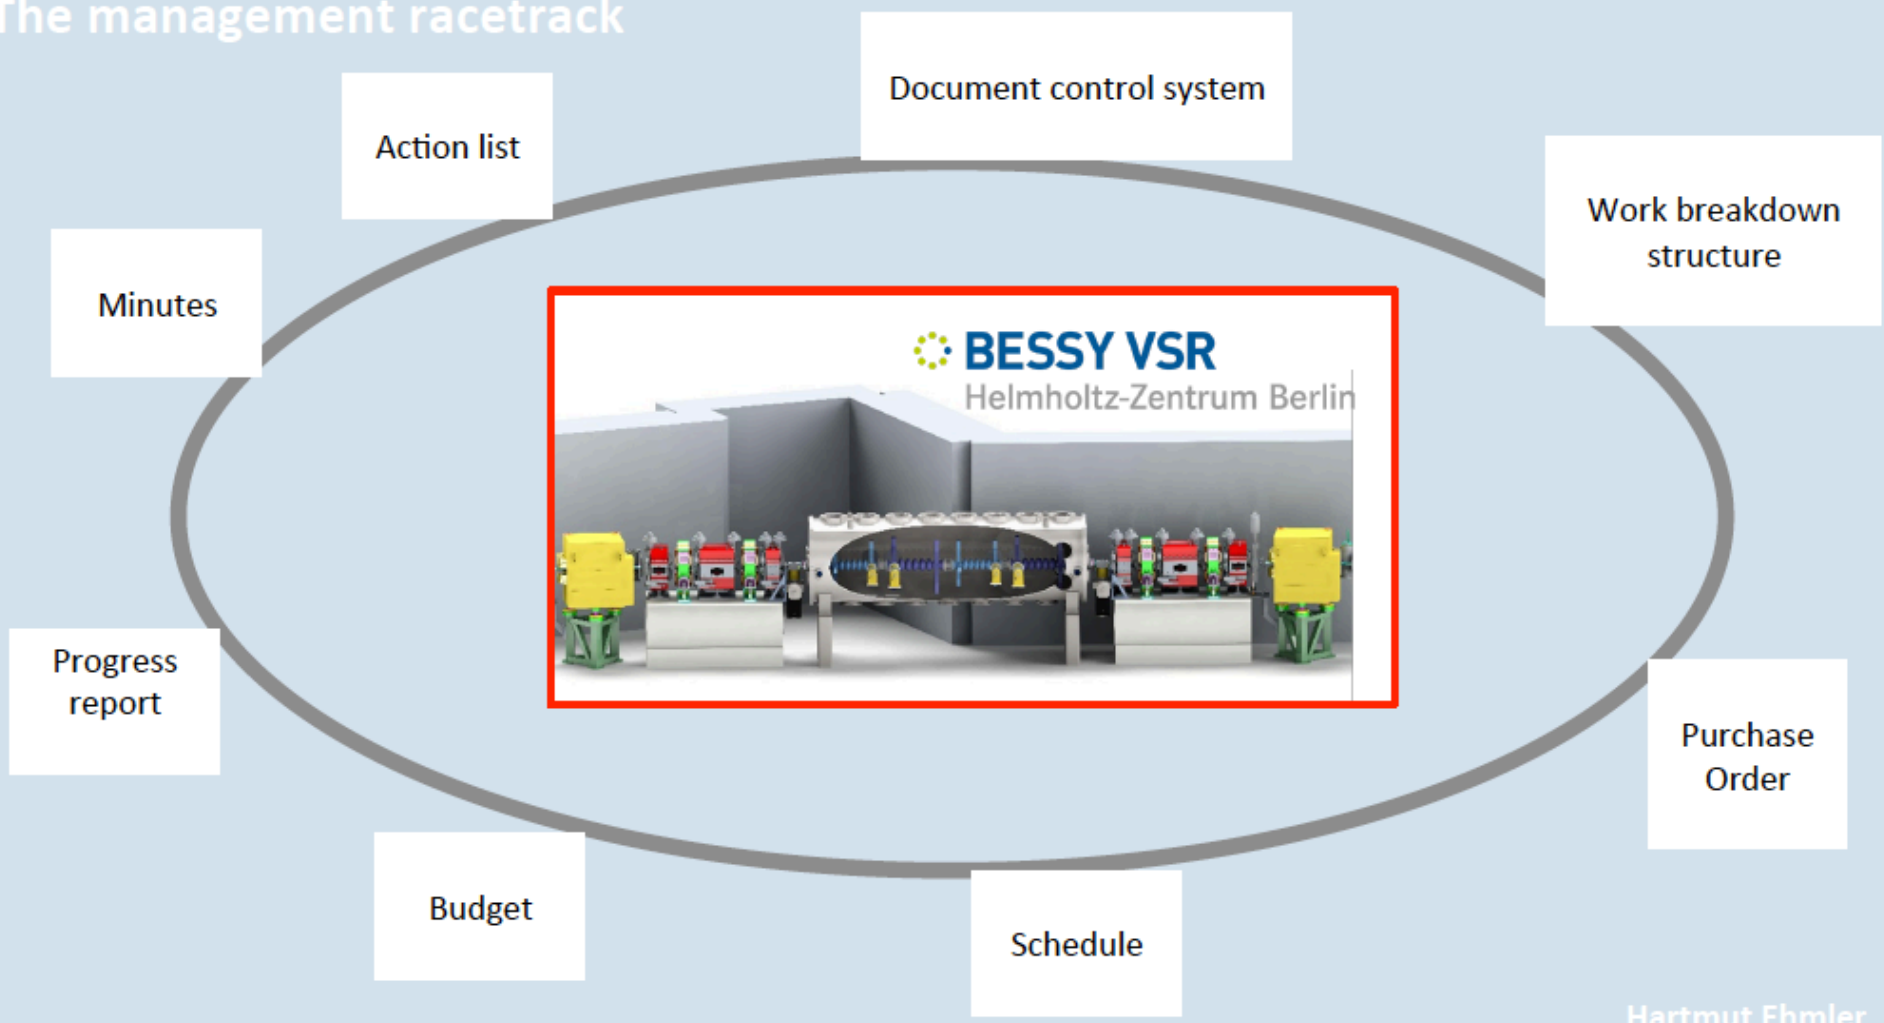 The management racetrack
Document control system
Action list
Work breakdown
structure
Minutes
BESSY VSR
Helmholtz-Zentrum Berlin
Progress
report
Purchase
Order
Budget
Schedule
Hartmut Ehmler